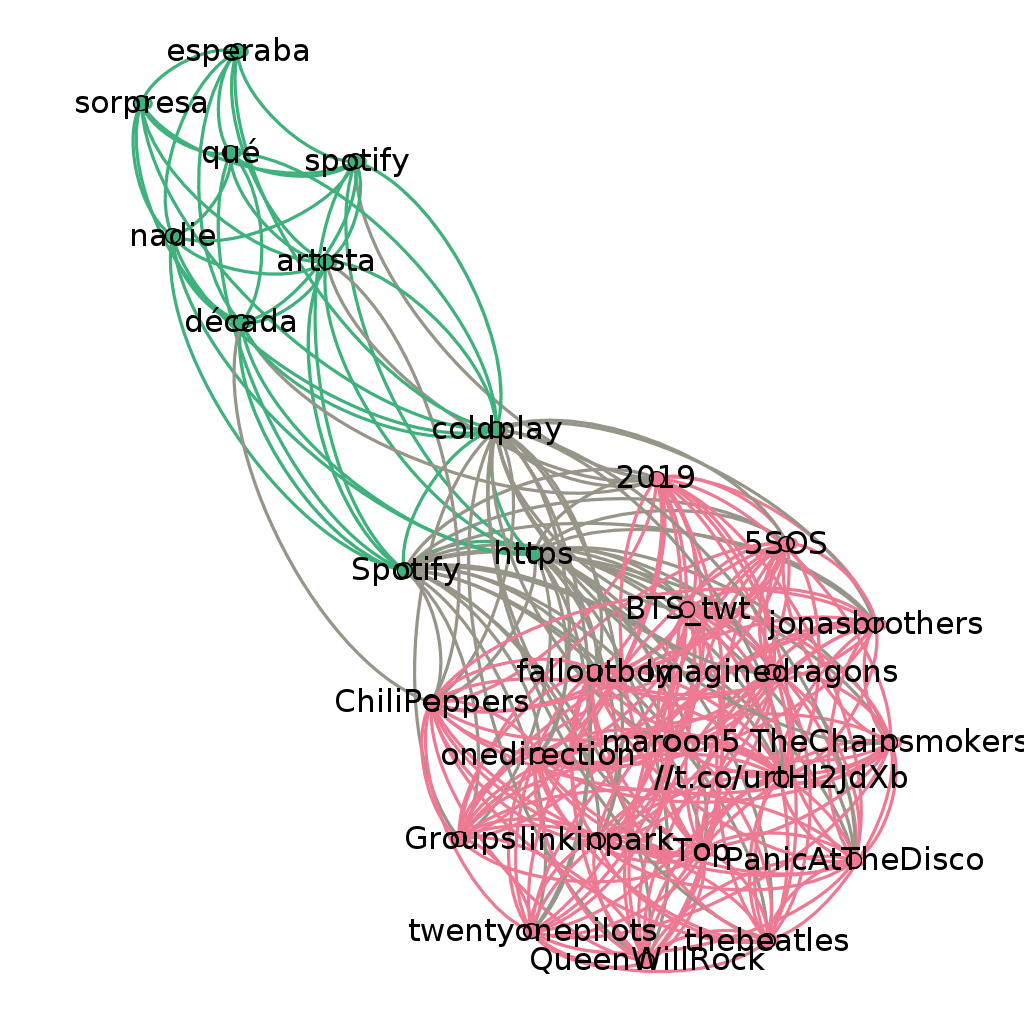 esperaba
sorpresa
qué
spotify
nadie
artista
década
coldplay
2019
5SOS
https
Spotify
BTS_twt
jonasbrothers
falloutboy
Imaginedragons
ChiliPeppers
maroon5
TheChainsmokers
onedirection
//t.co/urtHl2JdXb
Groups
linkinpark
Top
PanicAtTheDisco
twentyonepilots
thebeatles
QueenWillRock